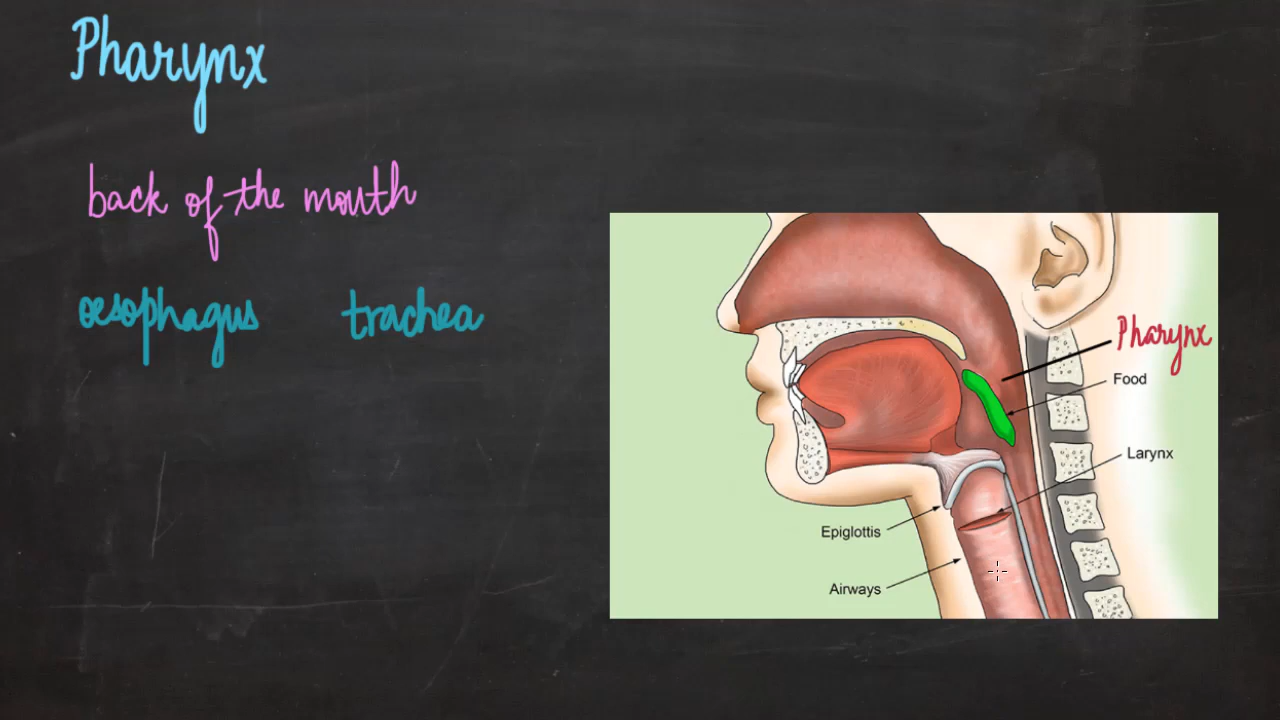 Pharynx
back of the mouth
oesophagus trachea
Pharynx
Food
Larynx
Epiglottis
Airways